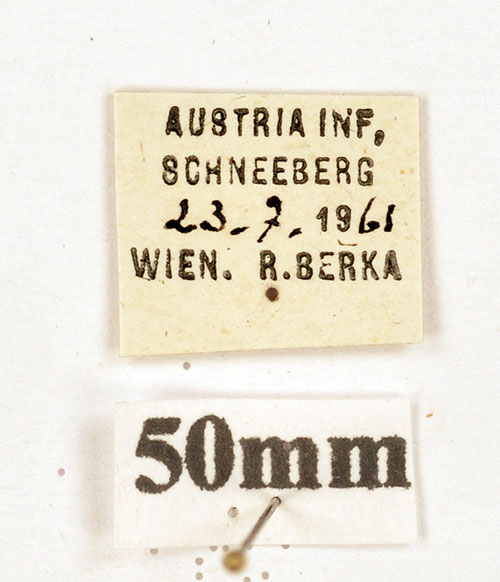 AUSTRIA INF,
SCHNEEBERG
23.7.1961
WIEN. R.BERKA
50mm